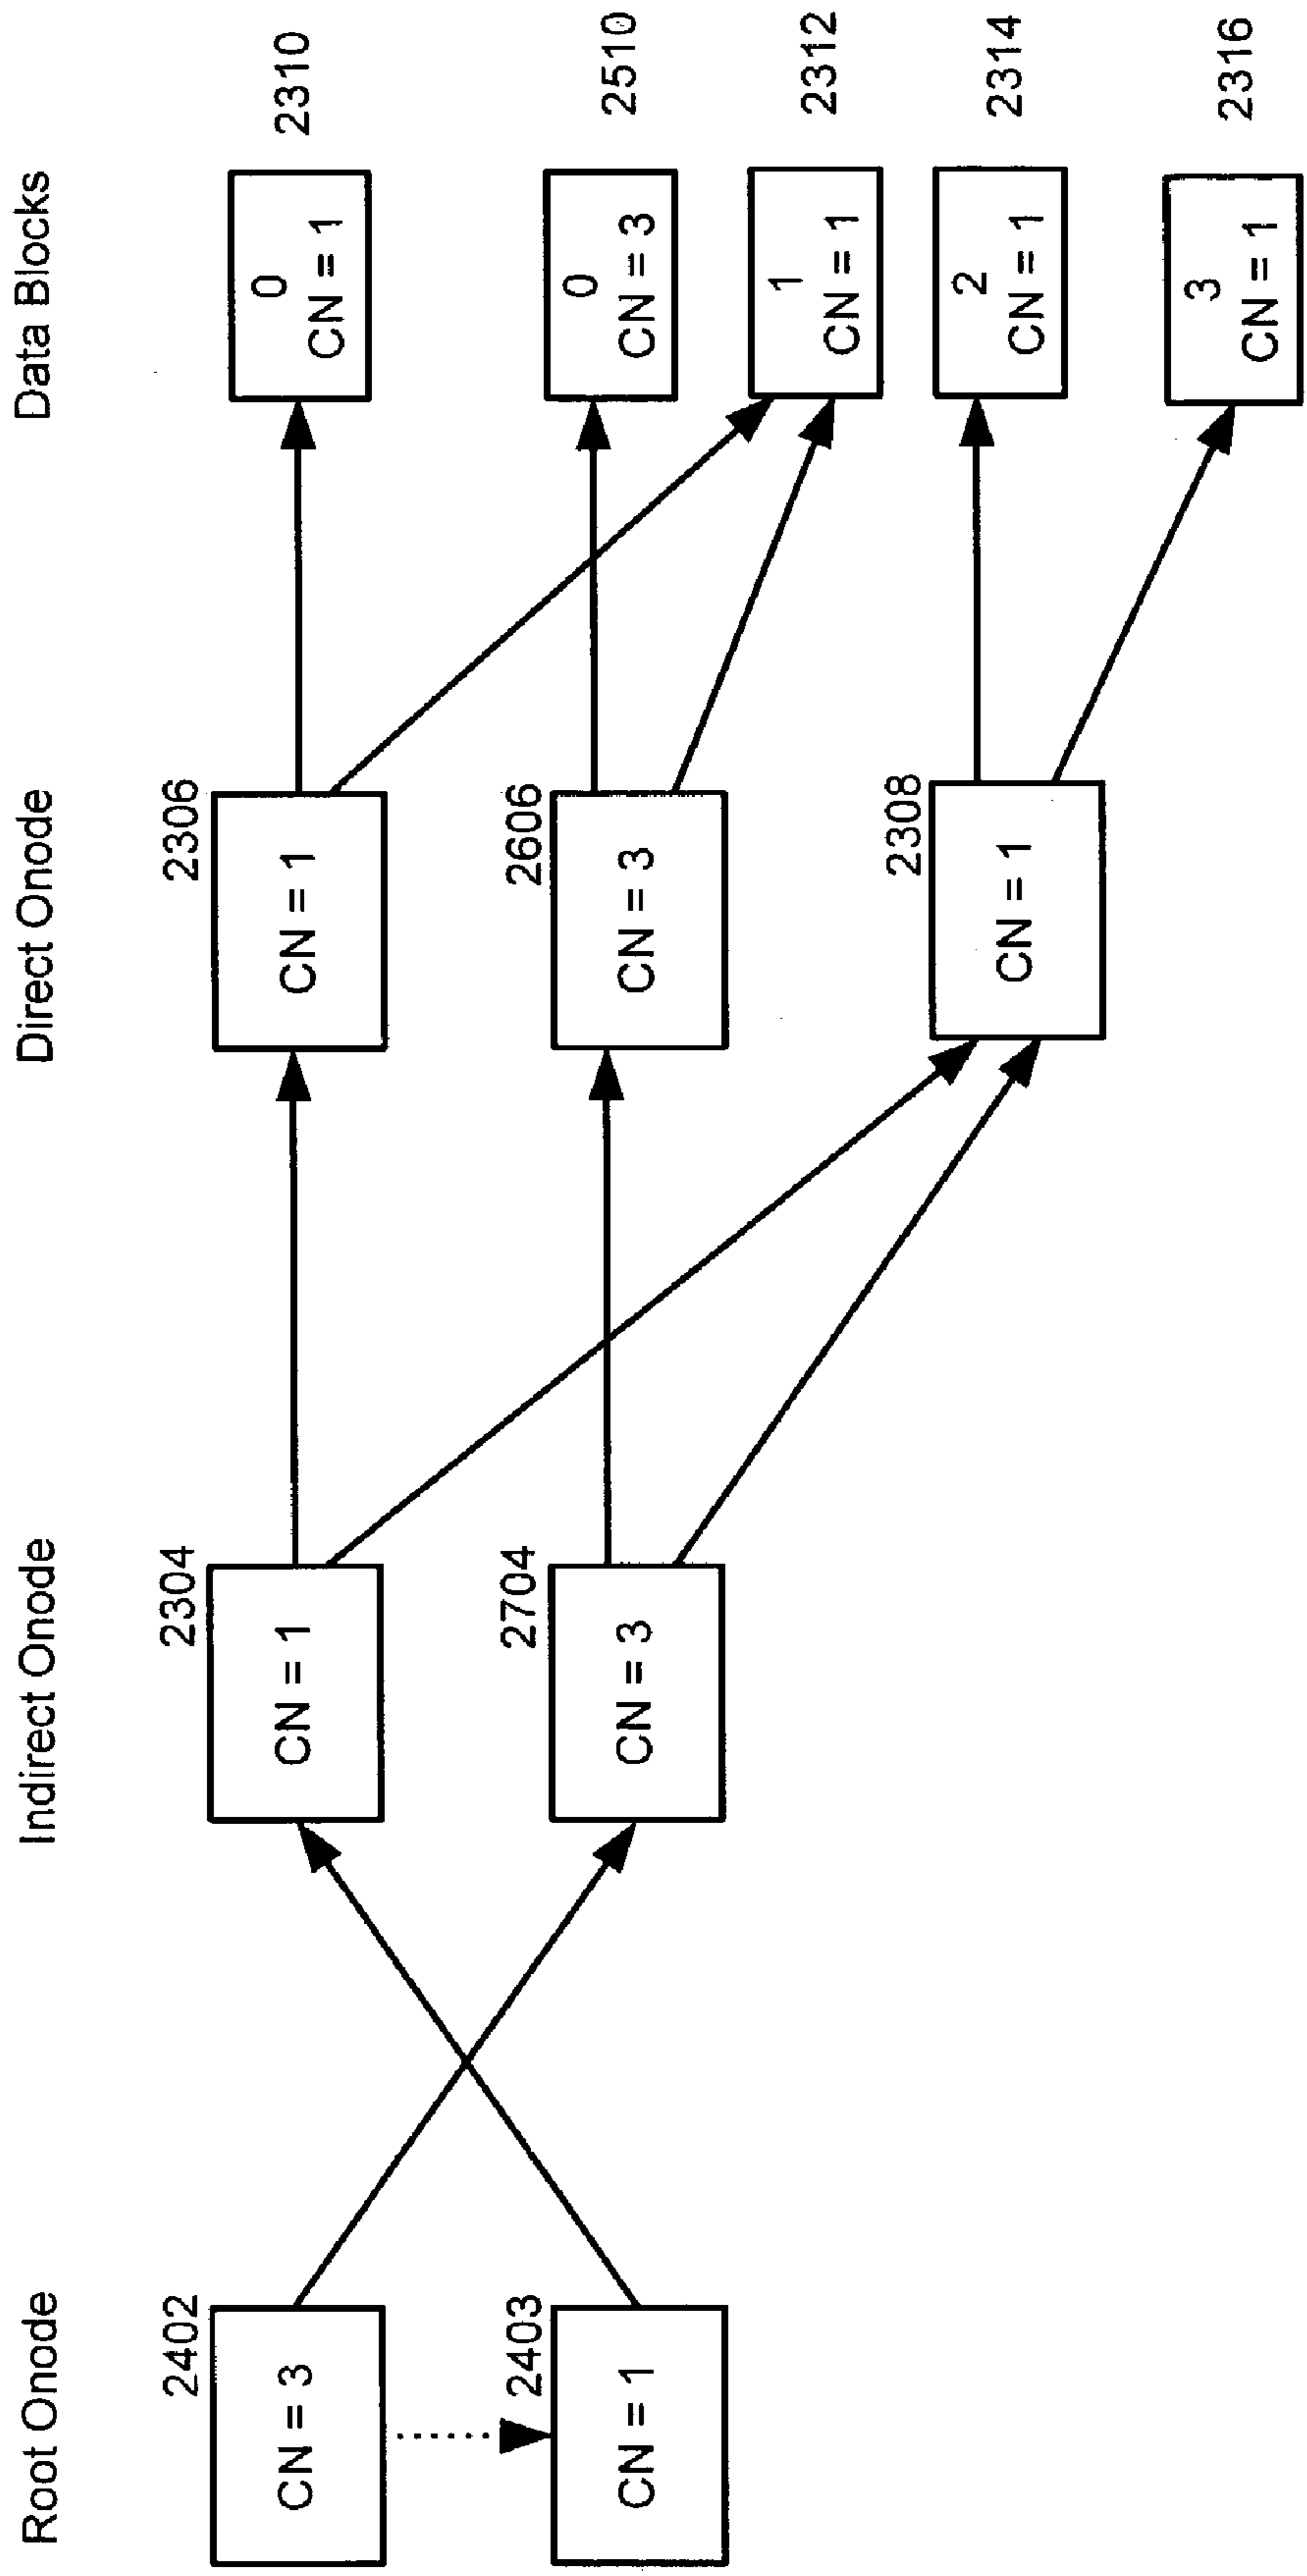 Root Onode
Indirect Onode
Direct Onode
Data Blocks
2402
CN = 3
2403
CN = 1
2304
CN = 1
2704
CN = 3
2306
CN = 1
2606
CN = 3
2308
CN = 1
0
CN = 1
2310
0
CN = 3
2510
1
CN = 1
2312
2
CN = 1
2314
3
CN = 1
2316